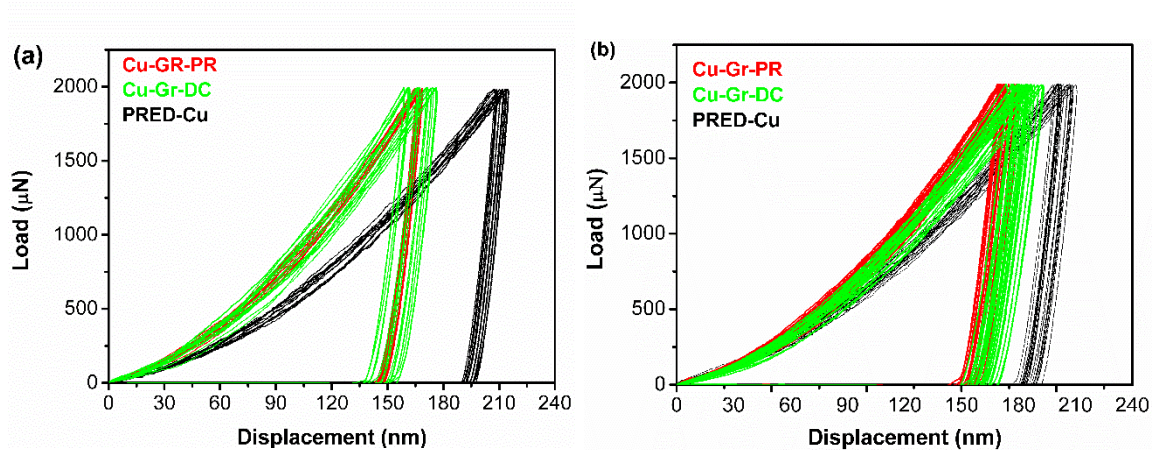 (a)
Cu-GR-PR
Cu-Gr-DC
PRED-Cu
2000
1500
1000
500
0
Load (μN)
0 30 60 90 120 150 180 210 240
Displacement (nm)
(b)
Cu-Gr-PR
Cu-Gr-DC
PRED-Cu
2000
1500
1000
500
0
Load (μN)
0 30 60 90 120 150 180 210 240
Displacement (nm)